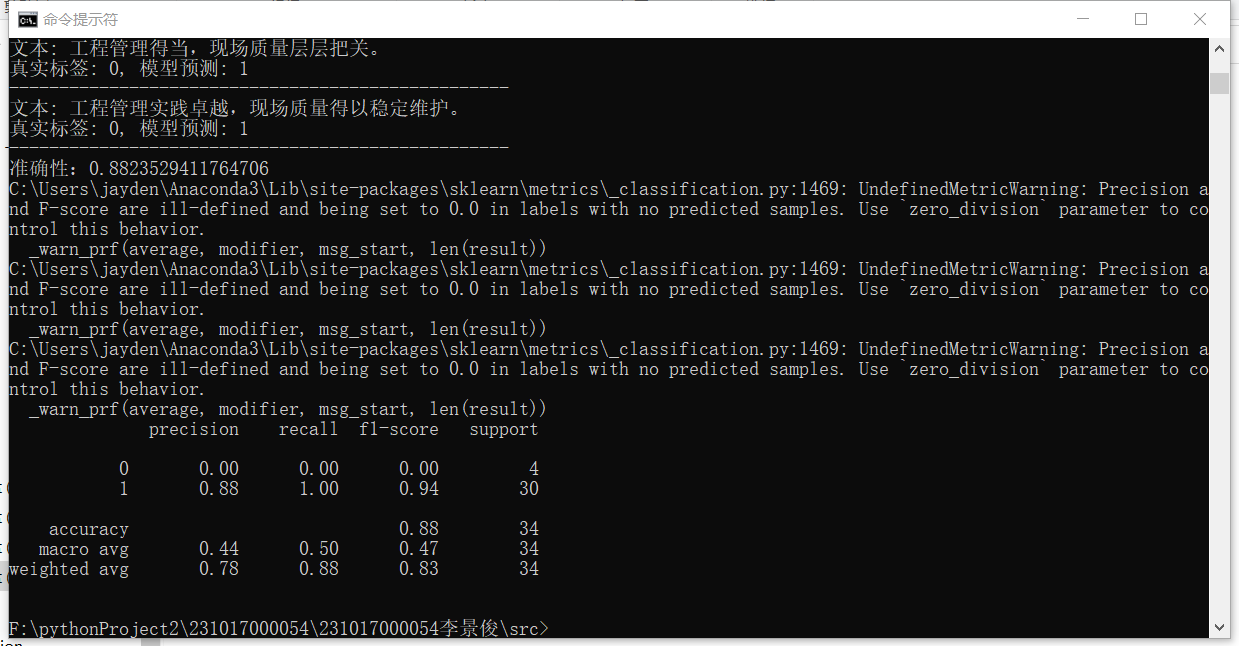 命令提示符
文本: 工程管理得当，现场质量层层把关。
真实标签: 0, 模型预测: 1
--------------------------------------------------
文本: 工程管理实践卓越，现场质量得以稳定维护。
真实标签: 0, 模型预测: 1
--------------------------------------------------
准确性：0.8823529411764706
C:\Users\jayden\Anaconda3\Lib\site-packages\sklearn\metrics\_classification.py:1469: UndefinedMetricWarning: Precision a
nd F-score are ill-defined and being set to 0.0 in labels with no predicted samples. Use `zero_division` parameter to co
ntrol this behavior.
  _warn_prf(average, modifier, msg_start, len(result))
C:\Users\jayden\Anaconda3\Lib\site-packages\sklearn\metrics\_classification.py:1469: UndefinedMetricWarning: Precision a
nd F-score are ill-defined and being set to 0.0 in labels with no predicted samples. Use `zero_division` parameter to co
ntrol this behavior.
  _warn_prf(average, modifier, msg_start, len(result))
C:\Users\jayden\Anaconda3\Lib\site-packages\sklearn\metrics\_classification.py:1469: UndefinedMetricWarning: Precision a
nd F-score are ill-defined and being set to 0.0 in labels with no predicted samples. Use `zero_division` parameter to co
ntrol this behavior.
  _warn_prf(average, modifier, msg_start, len(result))
              precision    recall  f1-score   support

           0       0.00      0.00      0.00         4
           1       0.88      1.00      0.94        30

    accuracy                           0.88        34
   macro avg       0.44      0.50      0.47        34
weighted avg       0.78      0.88      0.83        34

F:\pythonProject2\231017000054\231017000054李景俊\src>